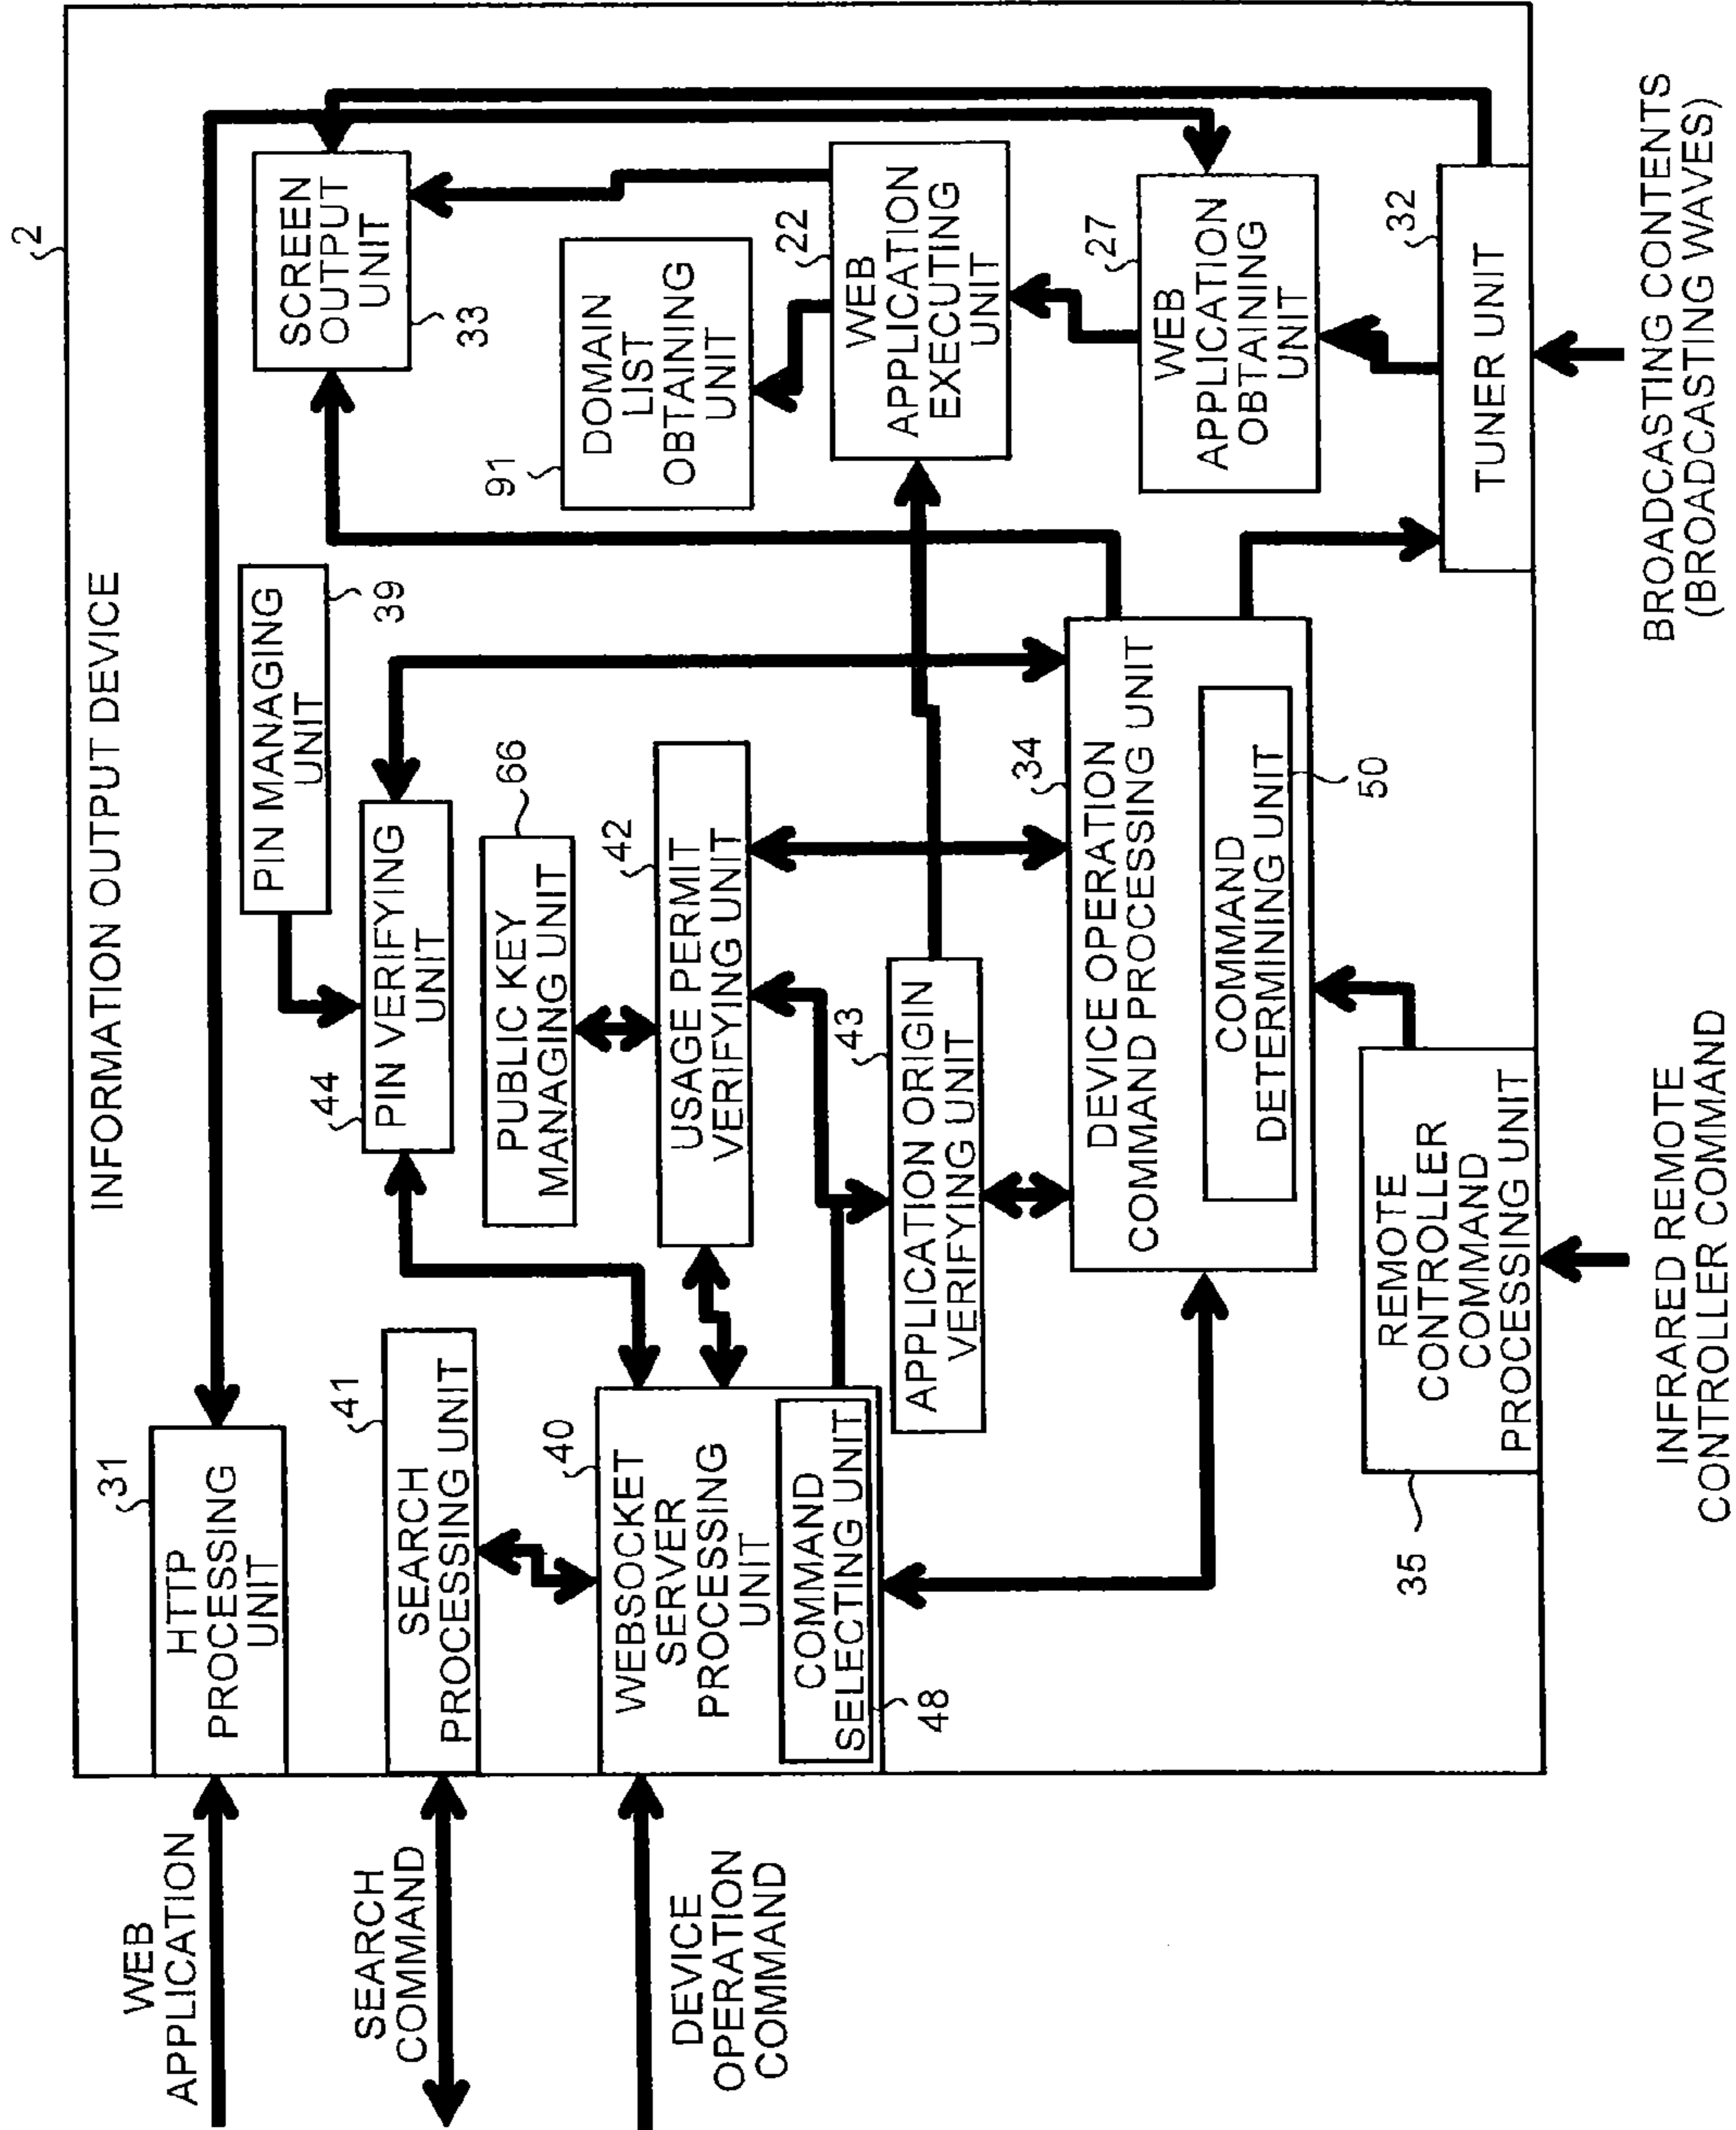 2
INFORMATION OUTPUT DEVICE
WEB
APPLICATION
31
HTTP
PROCESSING
UNIT
SEARCH
COMMAND
41
SEARCH
PROCESSING UNIT
DEVICE
OPERATION
COMMAND
40
WEBSOCKET
SERVER
PROCESSING
UNIT
COMMAND
SELECTING UNIT
48
PIN MANAGING
UNIT
39
44
PIN VERIFYING
UNIT
66
PUBLIC KEY
MANAGING UNIT
42
USAGE PERMIT
VERIFYING UNIT
43
APPLICATION ORIGIN
VERIFYING UNIT
34
DEVICE OPERATION
COMMAND PROCESSING UNIT
COMMAND
DETERMINING UNIT
50
REMOTE
CONTROLLER
COMMAND
PROCESSING UNIT
35
INFRARED REMOTE
CONTROLLER COMMAND
SCREEN
OUTPUT
UNIT
33
91
DOMAIN
LIST
OBTAINING
UNIT
22
WEB
APPLICATION
EXECUTING
UNIT
27
WEB
APPLICATION
OBTAINING
UNIT
32
TUNER UNIT
BROADCASTING CONTENTS
(BROADCASTING WAVES)